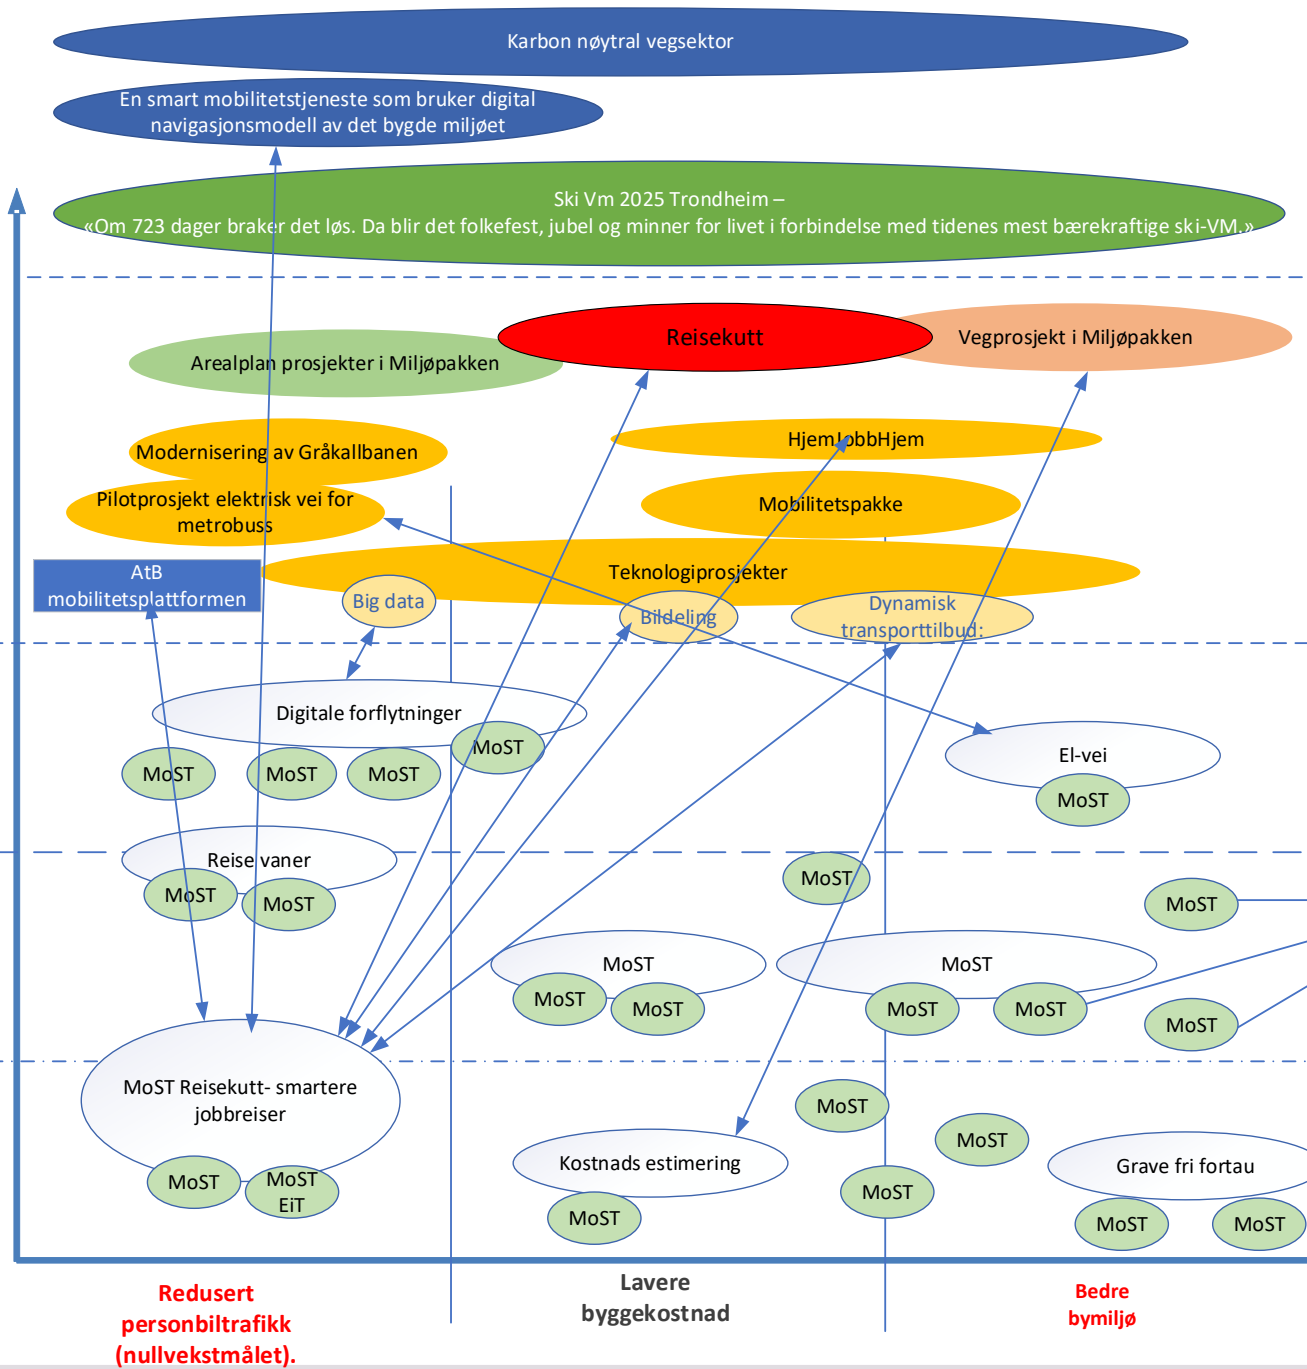 Karbon nøytral vegsektor
En smart mobilitetstjeneste som bruker digital
navigasjonsmodell av det bygde miljøet
Ski Vm 2025 Trondheim –
«Om 723 dager braker det løs. Da blir det folkefest, jubel og minner for livet i forbindelse med tidenes mest bærekraftige ski-VM.»
Reisekutt
Vegprosjekt i Miljøpakken
Arealplan prosjekter i Miljøpakken
HjemJobbHjem
Modernisering av Gråkallbanen
Pilotprosjekt elektrisk vei for
metrobuss
Mobilitetspakke
AtB
mobilitetsplattformen
Teknologiprosjekter
Big data
Bildeling
Dynamisk
transporttilbud:
Digitale forflytninger
MoST
El-vei
MoST
MoST
MoST
MoST
Reise vaner
MoST
MoST
MoST
MoST
MoST
MoST
MoST
MoST
MoST
MoST
MoST
MoST
MoST Reisekutt- smartere
jobbreiser
MoST
MoST
Kostnads estimering
Grave fri fortau
MoST
MoST
EiT
MoST
MoST
MoST
MoST
Redusert
personbiltrafikk
(nullvekstmålet).
Lavere
byggekostnad
Bedre
bymiljø